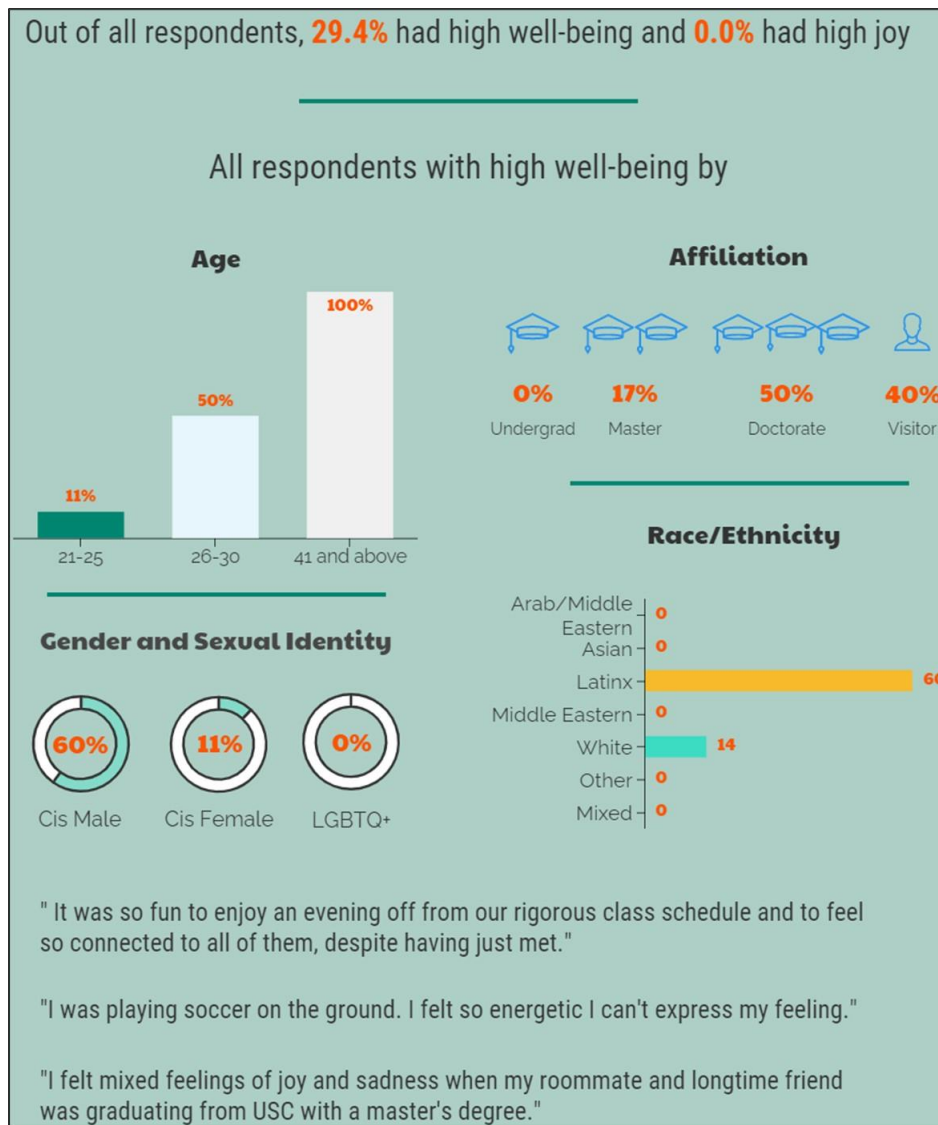 Out of all respondents, 29.4% had high well-being and 0.0% had high joy
All respondents with high well-being by
Age
100%
50%
11%
21-25
26-30
41 and above
Affiliation
0%
17%
50%
40%
Undergrad
Master
Doctorate
Visitor
Gender and Sexual Identity
60%
11%
0%
Cis Male
Cis Female
LGBTQ+
Race/Ethnicity
Arab/Middle
Eastern
0
Asian
0
Latinx
Middle Eastern
0
White
14
Other
0
Mixed
0
" It was so fun to enjoy an evening off from our rigorous class schedule and to feel
so connected to all of them, despite having just met."
"I was playing soccer on the ground. I felt so energetic I can't express my feeling."
"I felt mixed feelings of joy and sadness when my roommate and longtime friend
was graduating from USC with a master's degree."